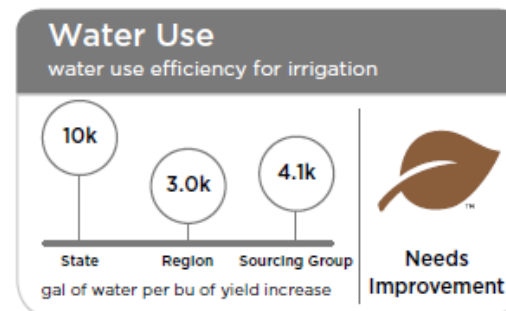 Water Use
water use efficiency for irrigation
10k
3.0k
4.1k
State
Region
Sourcing Group
gal of water per bu of yield increase
™
Needs
Improvement